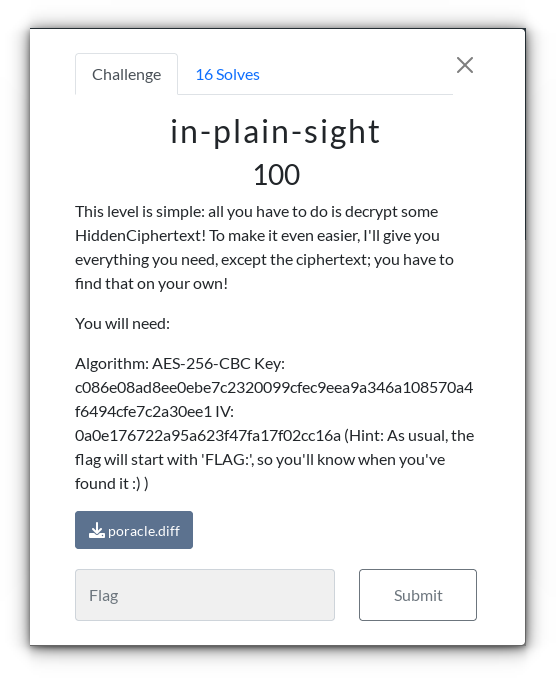 Challenge
16 Solves
in-plain-sight
100
This level is simple: all you have to do is decrypt some
HiddenCiphertext! To make it even easier, I'll give you
everything you need, except the ciphertext; you have to
find that on your own!
You will need:
Algorithm: AES-256-CBC Key:
c086e08ad8ee0ebe7c2320099cfec9eea9a346a108570a4
f6494cfe7c2a30ee1 IV:
0a0e176722a95a623f47fa17f02cc16a (Hint: As usual, the
flag will start with 'FLAG:', so you'll know when you've
found it :) )
poracle.diff
Flag
Submit